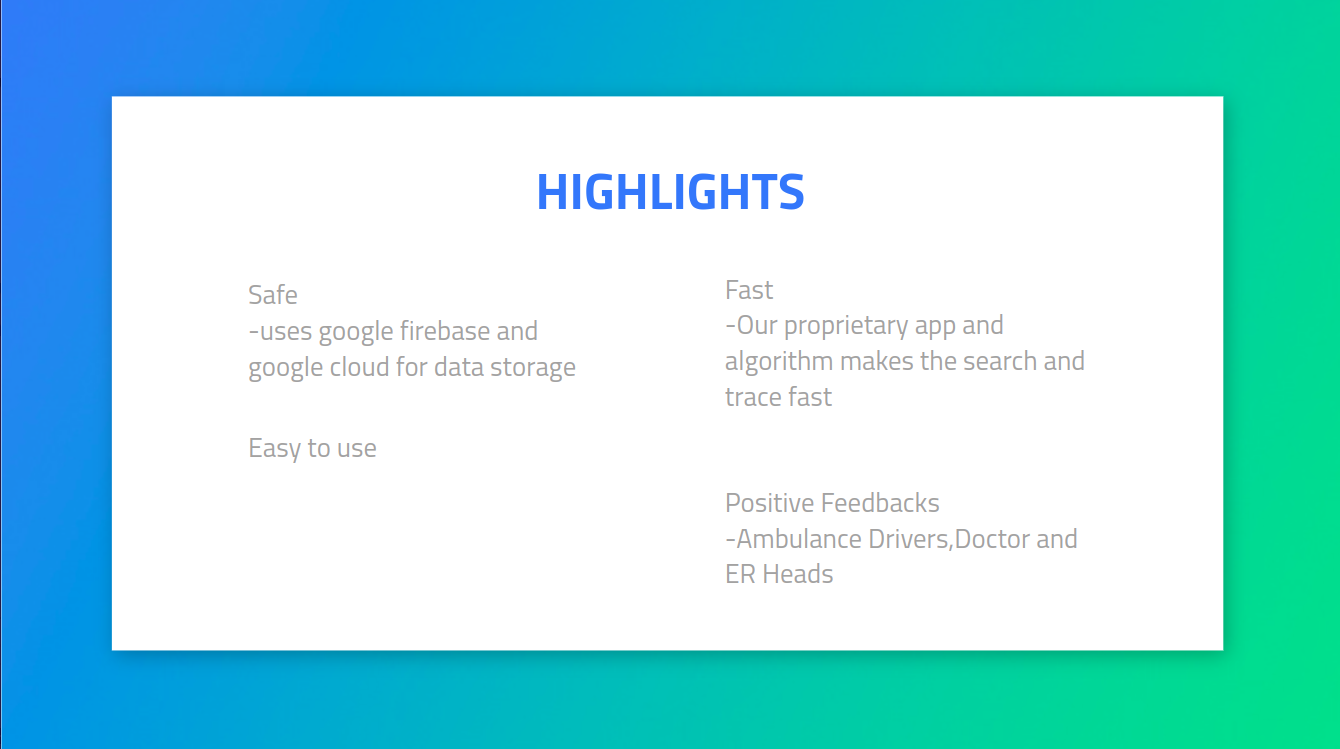 HIGHLIGHTS
Safe
-uses google firebase and
google cloud for data storage
Easy to use
Fast
-Our proprietary app and
algorithm makes the search and
trace fast
Positive Feedbacks
-Ambulance Drivers,Doctor and
ER Heads